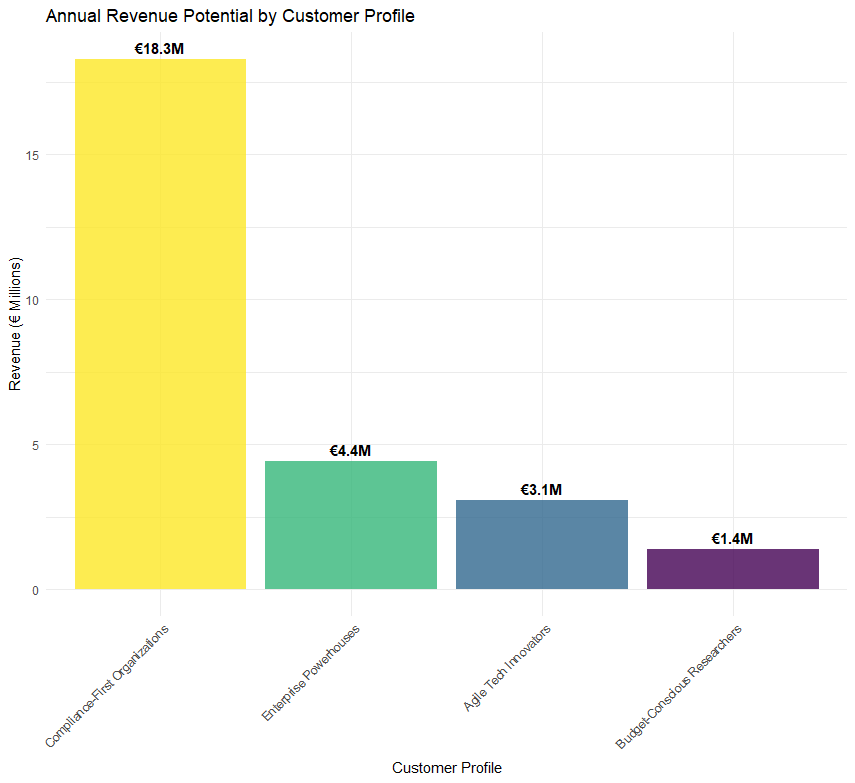 Annual Revenue Potential by Customer Profile
€18.3M
€4.4M
€3.1M
€1.4M
Revenue (€ Millions)
15
10
5
0
Compliance-First Organizations
Enterprise Powerhouses
Agile Tech Innovators
Budget-Conscious Researchers
Customer Profile